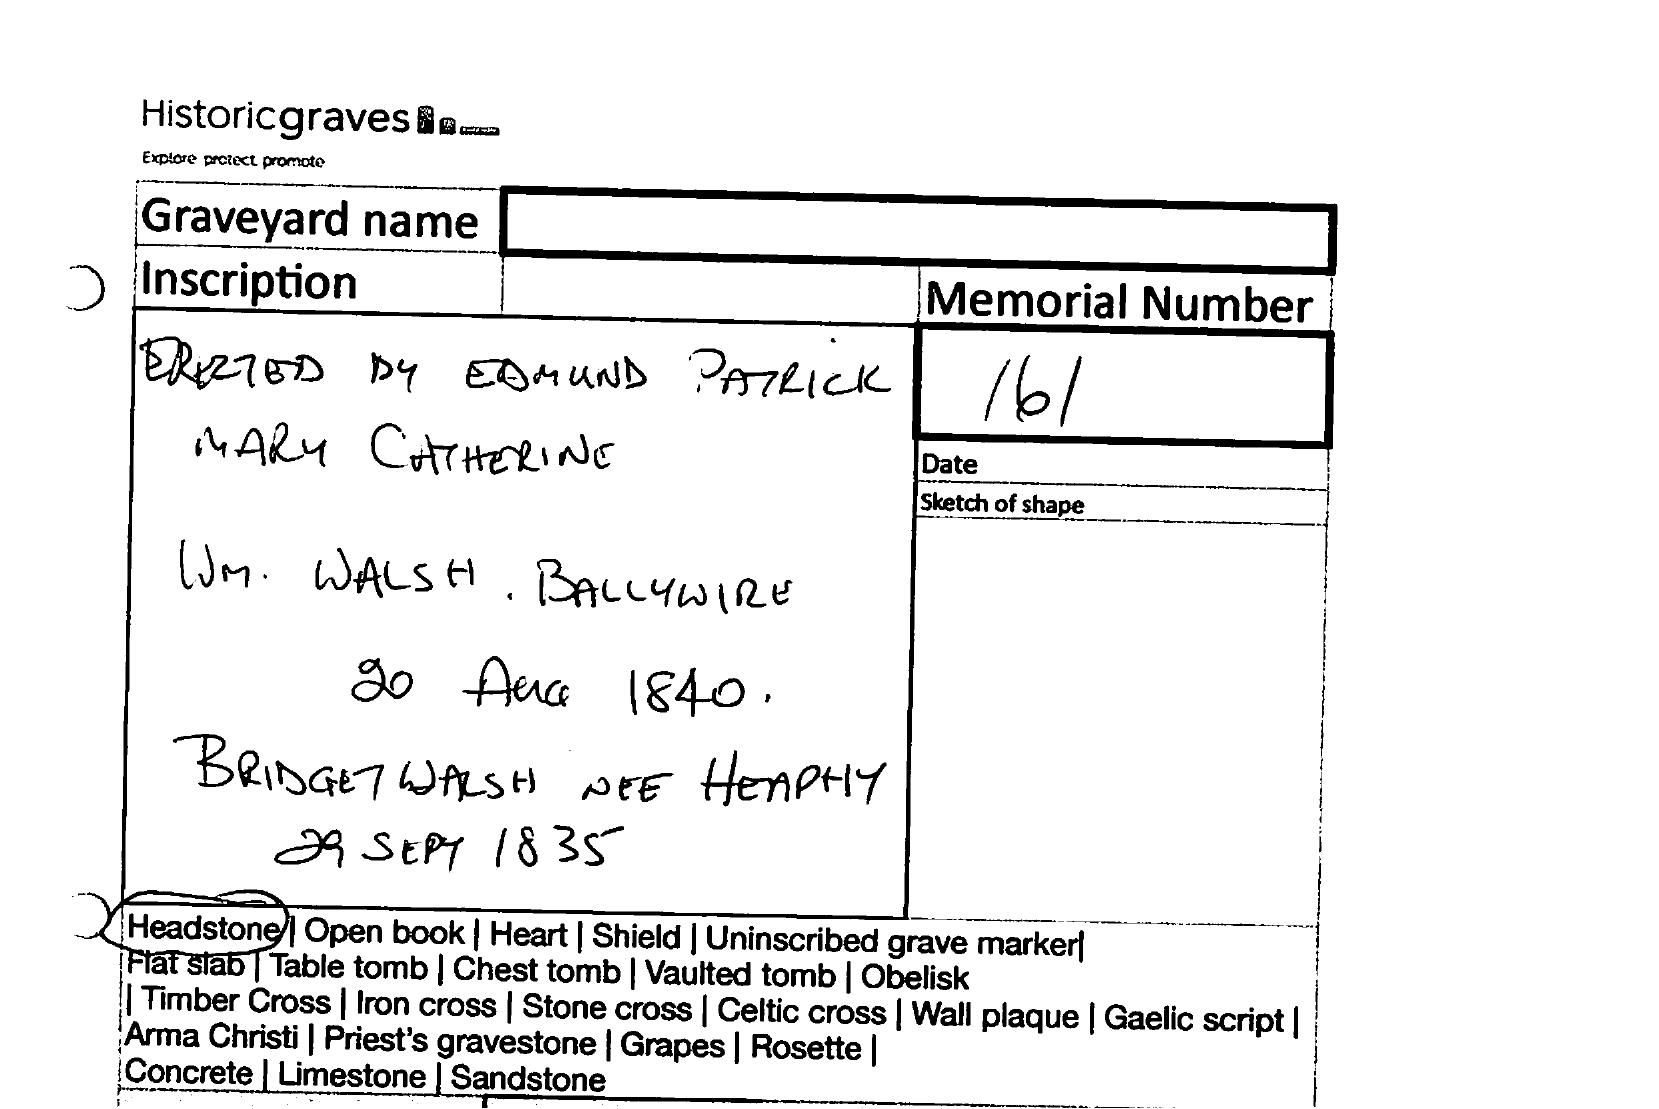 Historicgraves
Explore protect promote
Graveyard name
Inscription
Memorial Number
ERECTED BY EDMUND PATRICK
MARY CATHERINE
161
Date
Sketch of shape
WM. WALSH . BALLYWIRE
20 Aug 1840.
BRIDGET WALSH NEE HEAPHY
29 SEPT 1835
Headstone | Open book | Heart | Shield | Uninscribed grave marker|
Flat slab | Table tomb | Chest tomb | Vaulted tomb | Obelisk
| Timber Cross | Iron cross | Stone cross | Celtic cross | Wall plaque | Gaelic script |
Arma Christi | Priest's gravestone | Grapes | Rosette |
Concrete | Limestone | Sandstone